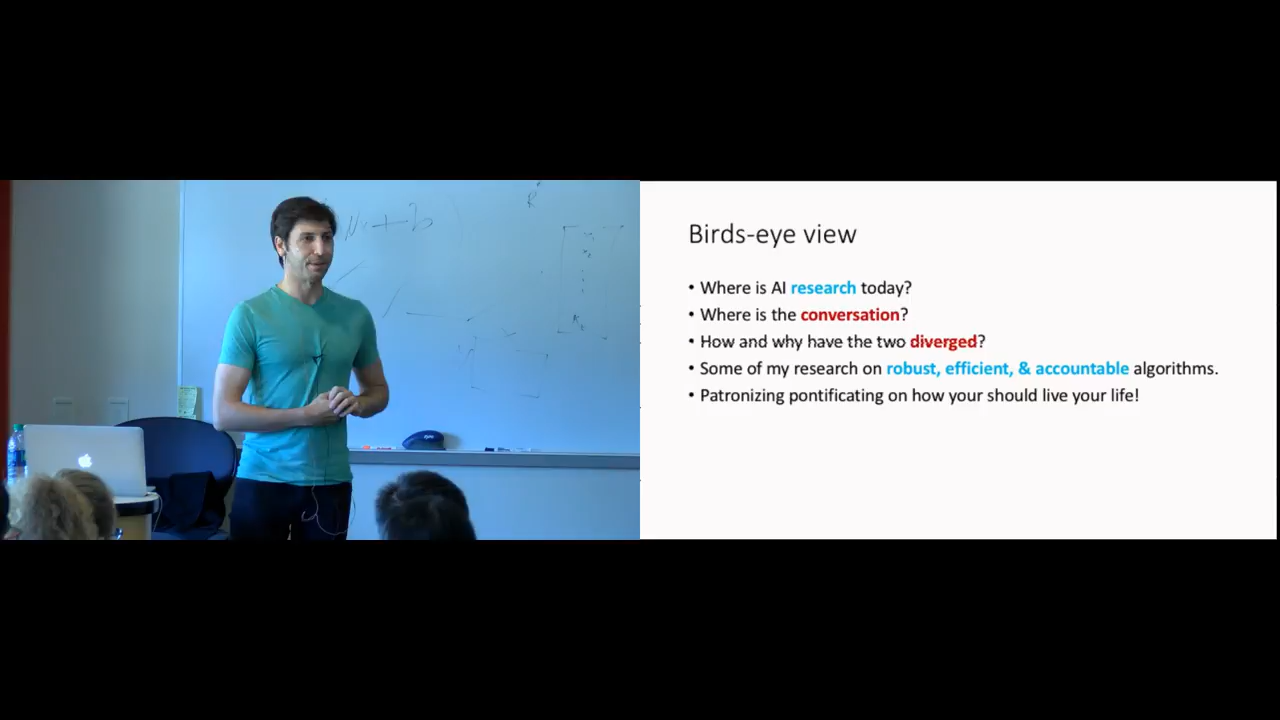 Birds-eye view
• Where is AI research today?
• Where is the conversation?
• How and why have the two diverged?
• Some of my research on robust, efficient, & accountable algorithms.
• Patronizing pontificating on how your should live your life!
+ b